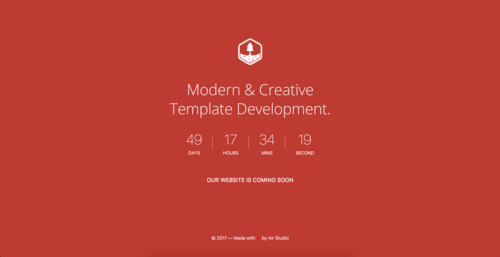 Modern & Creative
Template Development.
49 17 34 19
DAYS HOURS MINS SECOND
OUR WEBSITE IS COMING SOON
© 2017 — Made with by Air Studio